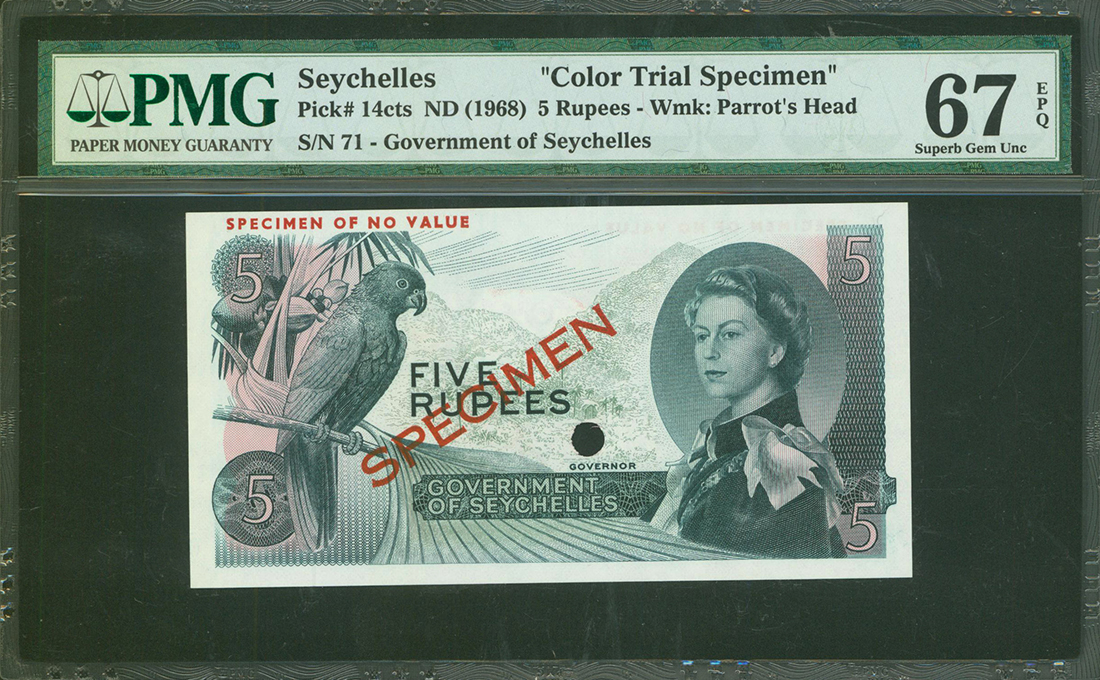 PMG
PAPER MONEY GUARANTY
Seychelles "Color Trial Specimen"
Pick# 14cts ND (1968) 5 Rupees - Wmk: Parrot's Head
S/N 71 - Government of Seychelles
67
EPQ
Superb Gem Unc
SPECIMEN OF NO VALUE
5
5
FIVE
RUPEES
SPECIMEN
GOVERNOR
GOVERNMENT
OF SEYCHELLES
5
5